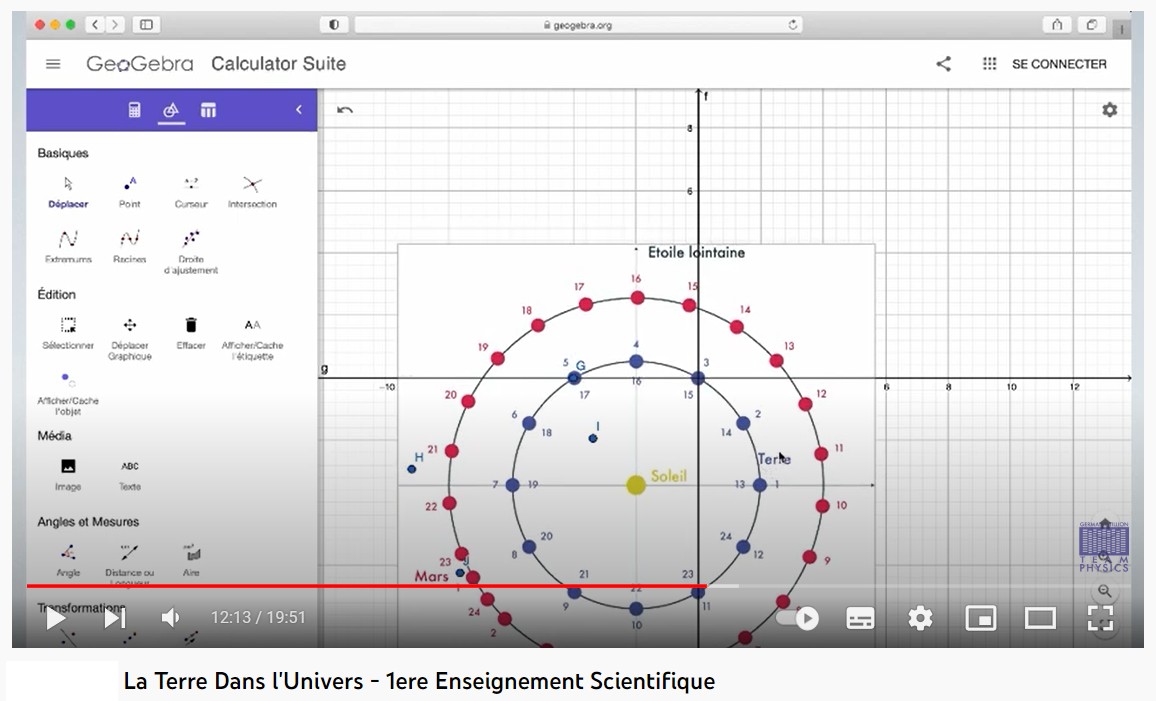 geogebra.org
GeoGebra Calculator Suite
SE CONNECTER
Basiques
Déplacer Point Curseur Intersection
Extremums Racines Droite
d'ajustement
Édition
Sélectionner Déplacer Effacer Afficher/Cache
Graphique l'étiquette
Afficher/Cache
l'objet
Média
Image Texte
Angles et Mesures
Angle Distance ou Aire
Longueur
Transformations
f
8
6
g
-10
6 8 10 12
Etoile lointaine
16
17 15
18 14
19 13
4
5 G 3
16
20 17 15 12
6 2
I
18 14
H 21 11
Terre
Soleil
7 19 13 1
22 10
20 24
8 12
23 J 9
Mars 21 23
22
24 9 11
2 10
GERMAIN TILLION
TEAM
PHYSICS
12:13 / 19:51
La Terre Dans l'Univers - 1ere Enseignement Scientifique